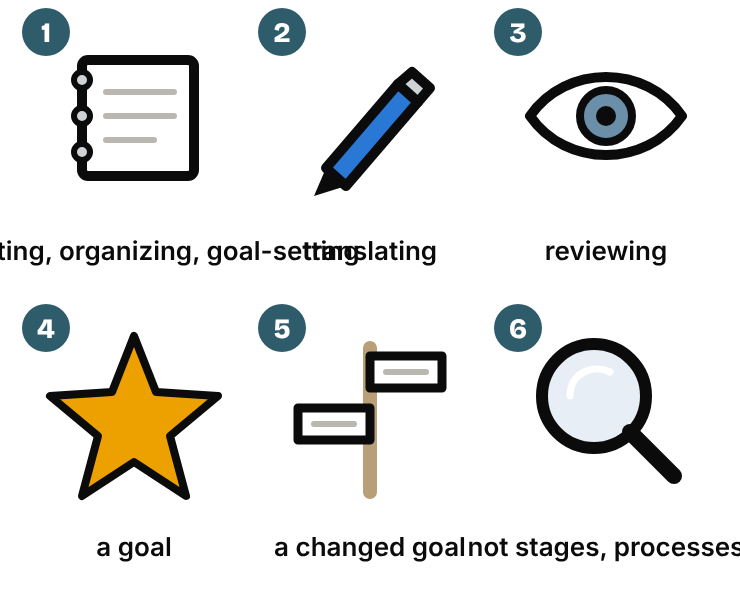 1
2
3
ting, organizing, goal-setting
translating
reviewing
4
5
6
a goal
a changed goal
not stages, processes